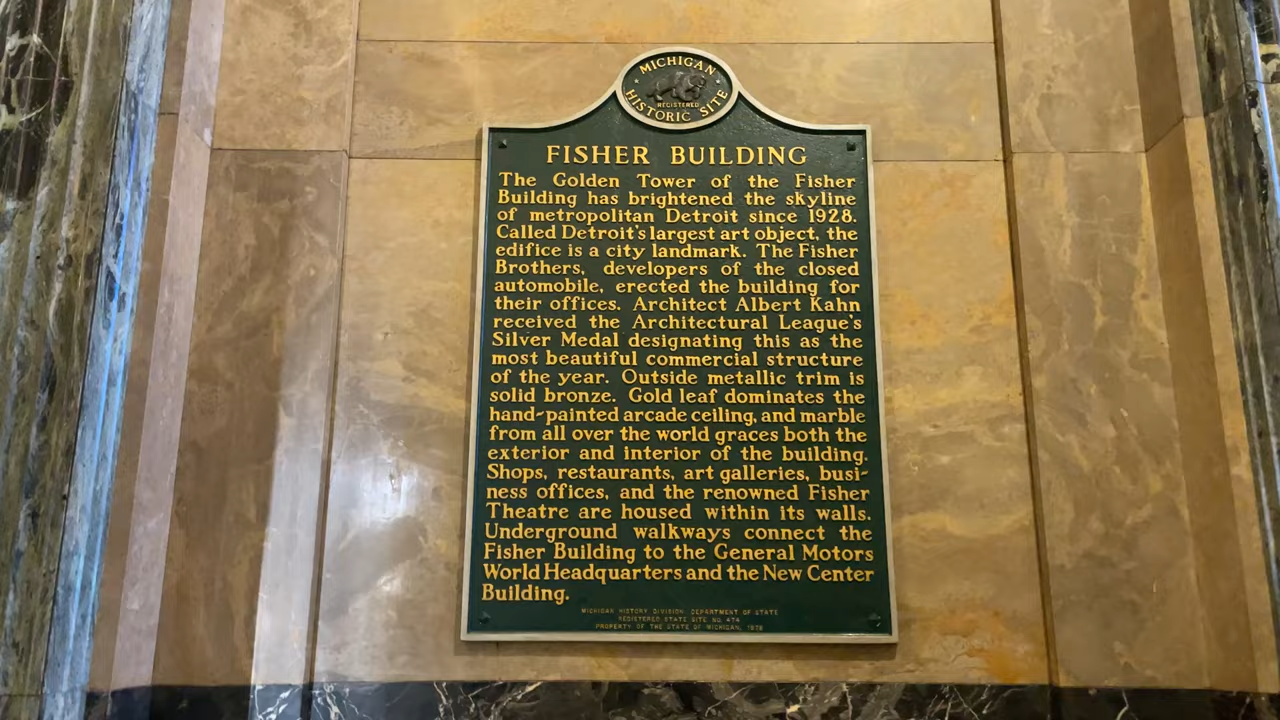 MICHIGAN
REGISTERED
HISTORIC SITE
FISHER BUILDING
The Golden Tower of the Fisher
Building has brightened the skyline
of metropolitan Detroit since 1928.
Called Detroit's largest art object, the
edifice is a city landmark. The Fisher
Brothers, developers of the closed
automobile, erected the building for
their offices. Architect Albert Kahn
received the Architectural League's
Silver Medal designating this as the
most beautiful commercial structure
of the year. Outside metallic trim is
solid bronze. Gold leaf dominates the
hand-painted arcade ceiling, and marble
from all over the world graces both the
exterior and interior of the building.
Shops, restaurants, art galleries, busi-
ness offices, and the renowned Fisher
Theatre are housed within its walls.
Underground walkways connect the
Fisher Building to the General Motors
World Headquarters and the New Center
Building.
MICHIGAN HISTORY DIVISION, DEPARTMENT OF STATE
REGISTERED STATE SITE NO. 474
PROPERTY OF THE STATE OF MICHIGAN, 1978